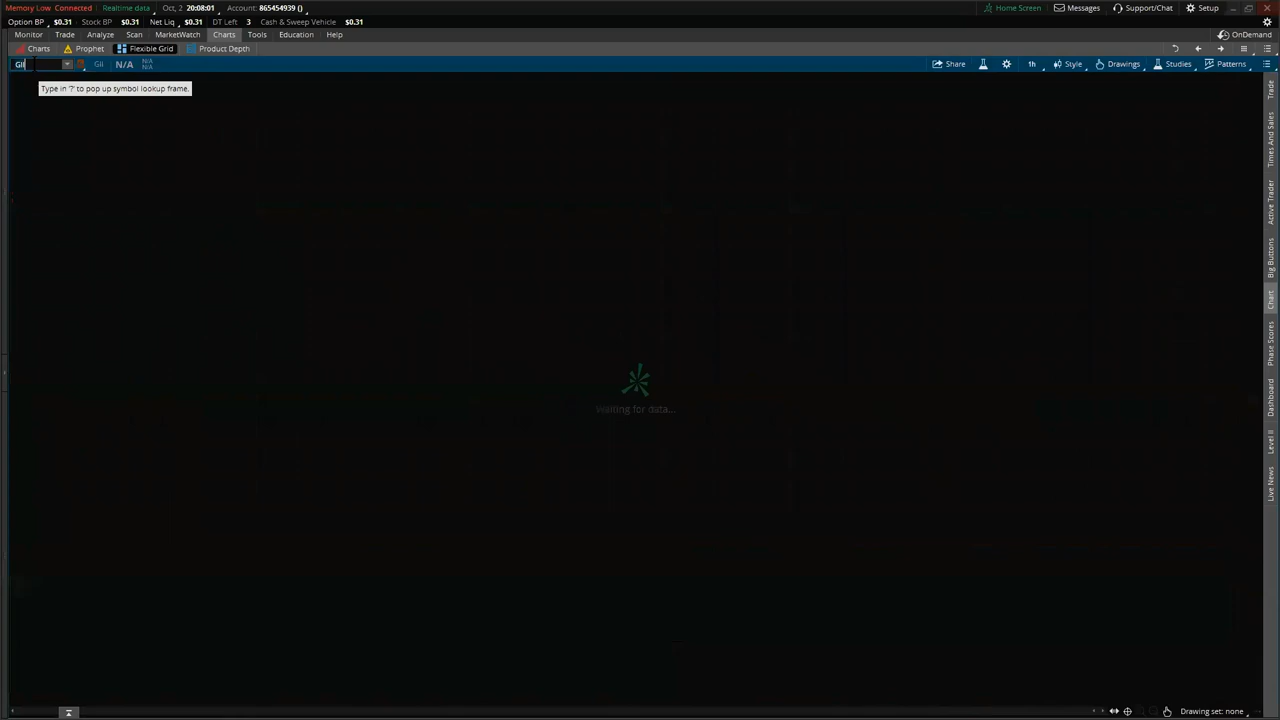 Memory Low Connected Realtime data Oct, 2 20:08:01 Account: 865454939 () Home Screen Messages Support/Chat Setup
Option BP $0.31 Stock BP $0.31 Net Liq $0.31 DT Left 3 Cash & Sweep Vehicle $0.31
Monitor Trade Analyze Scan MarketWatch Charts Tools Education Help OnDemand
Charts Prophet Flexible Grid Product Depth
GII GII N/A N/A N/A Share 1h Style Drawings Studies Patterns
Type in '?' to pop up symbol lookup frame.
Trade
Times And Sales
Active Trader
Big Buttons
Chart
Phase Scores
Dashboard
Level II
Live News
Waiting for data...
Drawing set: none